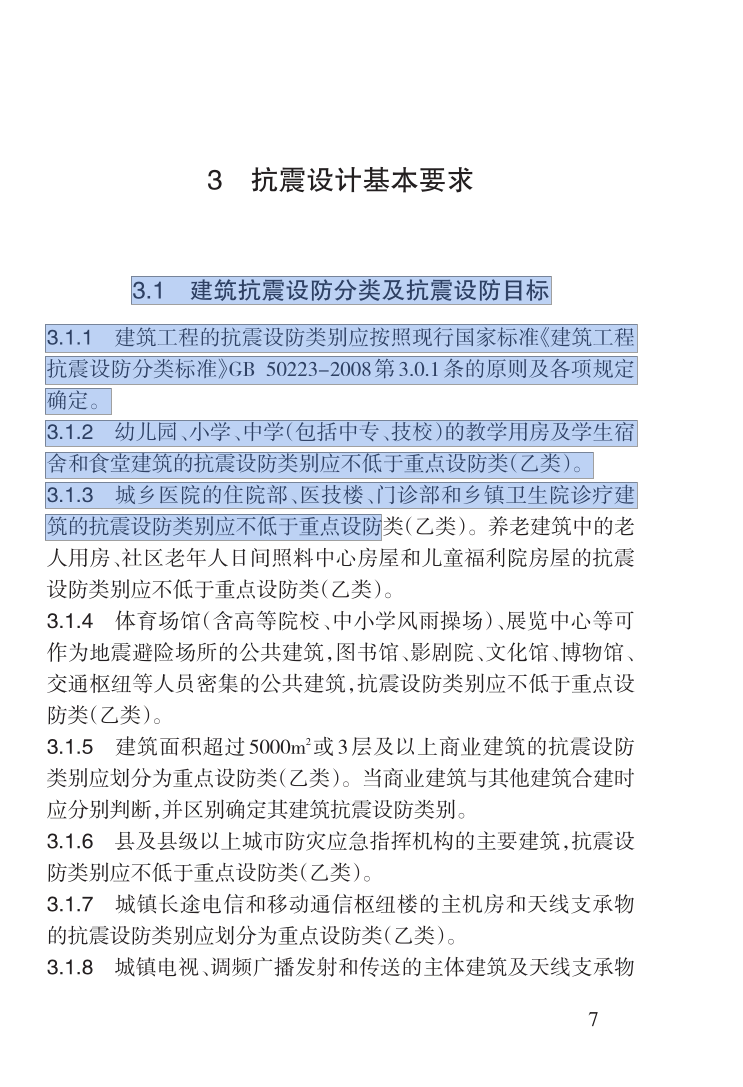 3 抗震设计基本要求
3.1 建筑抗震设防分类及抗震设防目标
3.1.1 建筑工程的抗震设防类别应按照现行国家标准《建筑工程
抗震设防分类标准》GB 50223-2008第3.0.1条的原则及各项规定
确定。
3.1.2 幼儿园、小学、中学(包括中专、技校)的教学用房及学生宿
舍和食堂建筑的抗震设防类别应不低于重点设防类(乙类)。
3.1.3 城乡医院的住院部、医技楼、门诊部和乡镇卫生院诊疗建
筑的抗震设防类别应不低于重点设防类(乙类)。养老建筑中的老
人用房、社区老年人日间照料中心房屋和儿童福利院房屋的抗震
设防类别应不低于重点设防类(乙类)。
3.1.4 体育场馆(含高等院校、中小学风雨操场)、展览中心等可
作为地震避险场所的公共建筑,图书馆、影剧院、文化馆、博物馆、
交通枢纽等人员密集的公共建筑,抗震设防类别应不低于重点设
防类(乙类)。
3.1.5 建筑面积超过5000m²或3层及以上商业建筑的抗震设防
类别应划分为重点设防类(乙类)。当商业建筑与其他建筑合建时
应分别判断,并区别确定其建筑抗震设防类别。
3.1.6 县及县级以上城市防灾应急指挥机构的主要建筑,抗震设
防类别应不低于重点设防类(乙类)。
3.1.7 城镇长途电信和移动通信枢纽楼的主机房和天线支承物
的抗震设防类别应划分为重点设防类(乙类)。
3.1.8 城镇电视、调频广播发射和传送的主体建筑及天线支承物
7